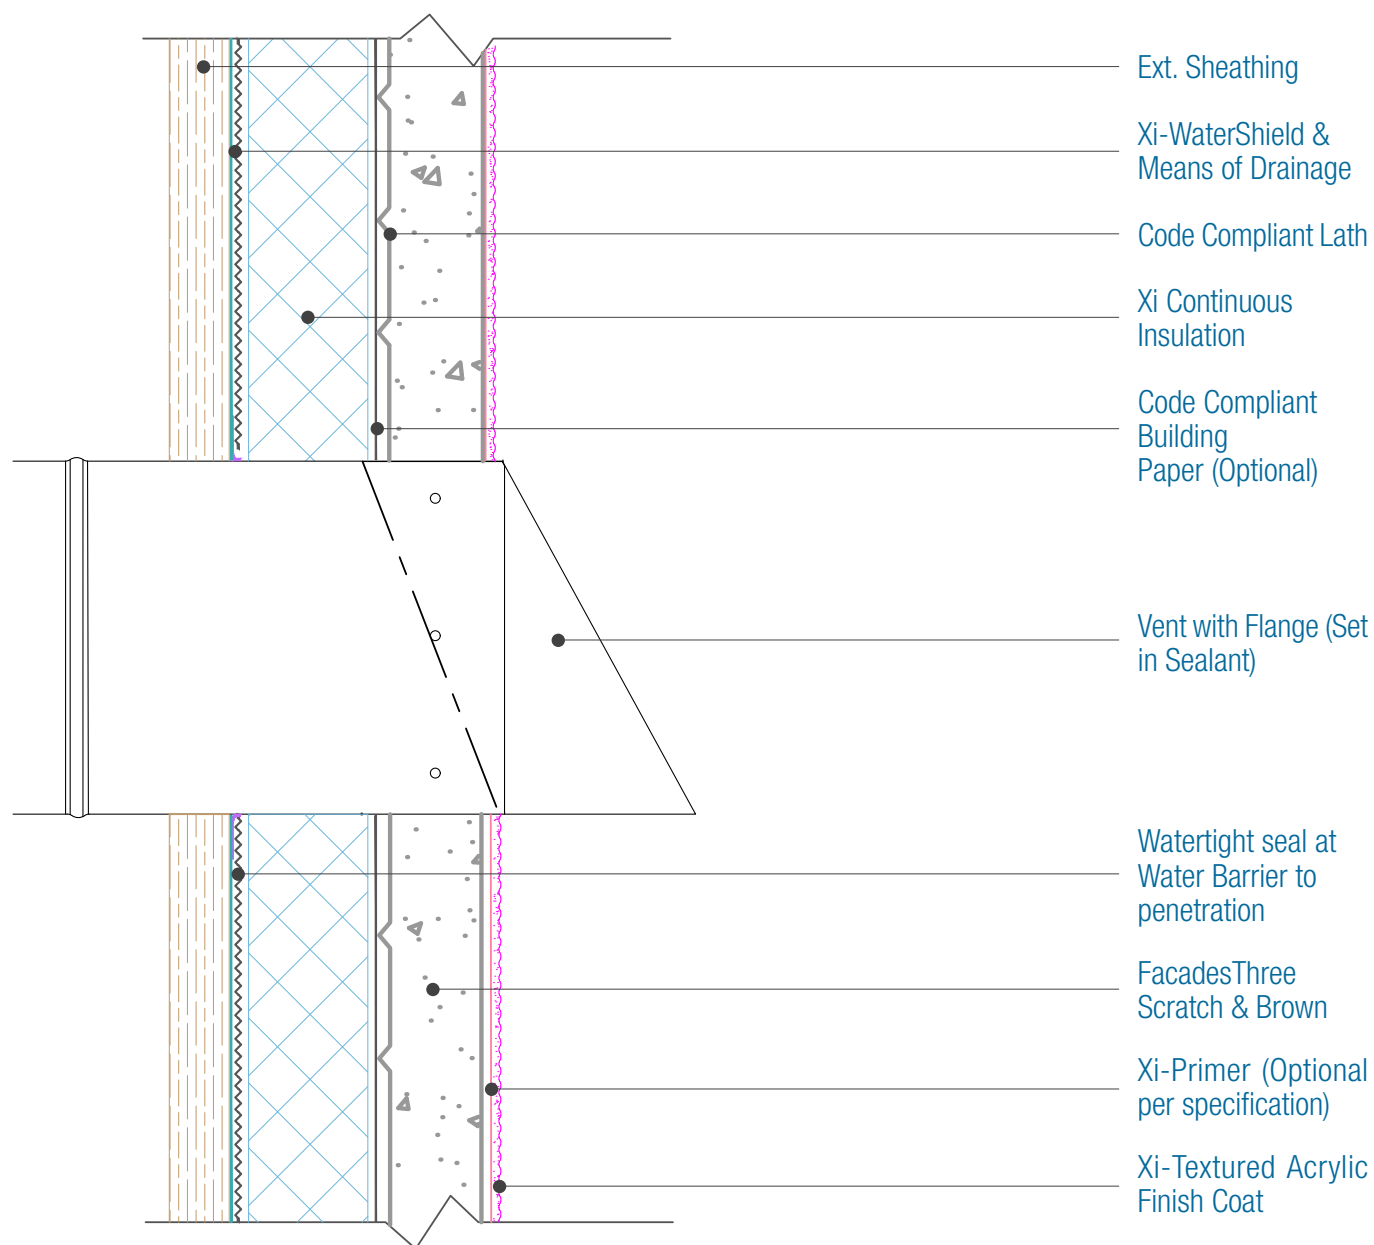 Ext. Sheathing
Xi-WaterShield &
Means of Drainage
Code Compliant Lath
Xi Continuous
Insulation
Code Compliant
Building
Paper (Optional)
Vent with Flange (Set
in Sealant)
Watertight seal at
Water Barrier to
penetration
FacadesThree
Scratch & Brown
Xi-Primer (Optional
per specification)
Xi-Textured Acrylic
Finish Coat